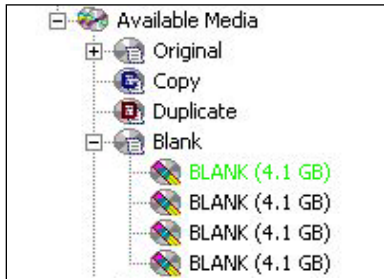 Available Media
Original
Copy
Duplicate
Blank
BLANK (4.1 GB)
BLANK (4.1 GB)
BLANK (4.1 GB)
BLANK (4.1 GB)